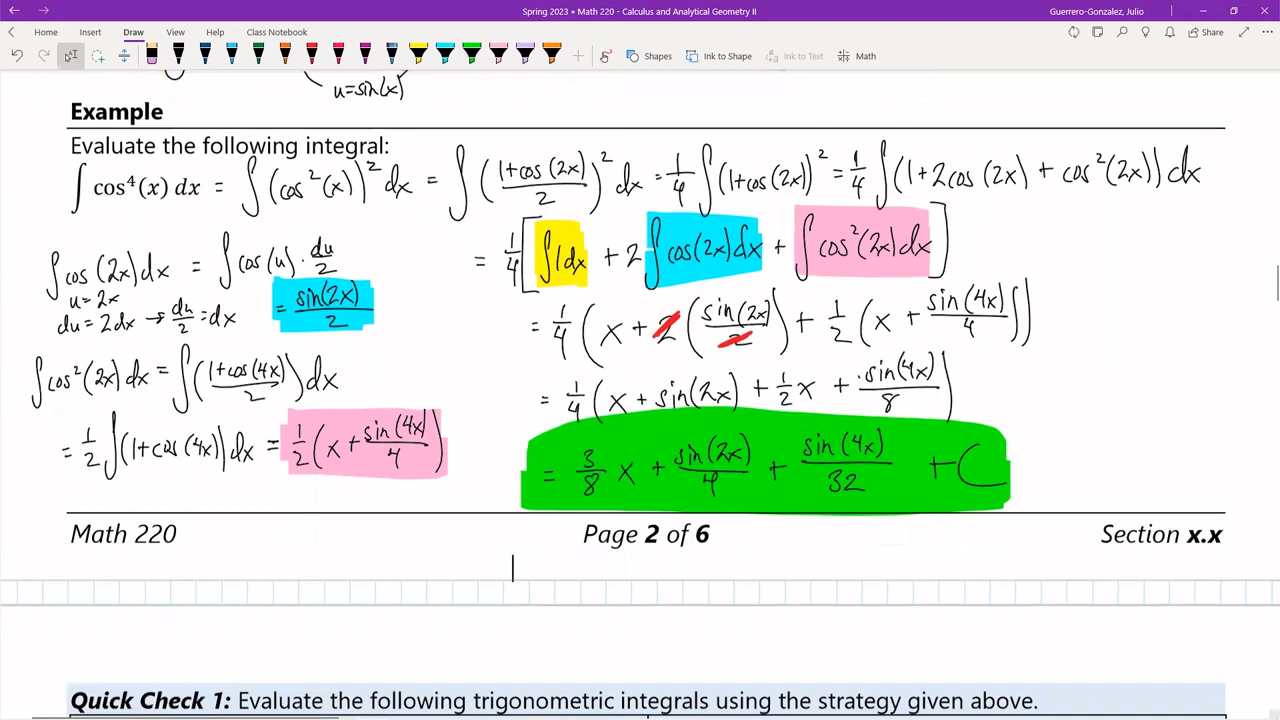 Spring 2023 » Math 220 - Calculus and Analytical Geometry II
Guerrero-Gonzalez, Julio
Home Insert Draw View Help Class Notebook
Shapes Ink to Shape Ink to Text Math Share
u=sin(x)
Example
Evaluate the following integral:
∫ cos⁴(x) dx = ∫ (cos²(x))² dx = ∫ ((1+cos(2x))/2)² dx = 1/4 ∫ (1+cos(2x))² = 1/4 ∫ (1+2cos(2x) + cos²(2x)) dx
= 1/4 [ ∫ 1dx + 2 ∫ cos(2x)dx + ∫ cos²(2x)dx ]
∫ cos(2x)dx = ∫ cos(u) · du/2
u=2x
du=2dx → du/2 = dx
= sin(2x)/2
= 1/4 ( x + 2 (sin(2x)/2) + 1/2 (x + sin(4x)/4))
∫ cos²(2x)dx = ∫ ((1+cos(4x))/2) dx
= 1/4 ( x + sin(2x) + 1/2 x + sin(4x)/8 )
= 1/2 ∫ (1+cos(4x)) dx = 1/2 (x + sin(4x)/4)
= 3/8 x + sin(2x)/4 + sin(4x)/32 + C
Math 220 Page 2 of 6 Section x.x
Quick Check 1: Evaluate the following trigonometric integrals using the strategy given above.